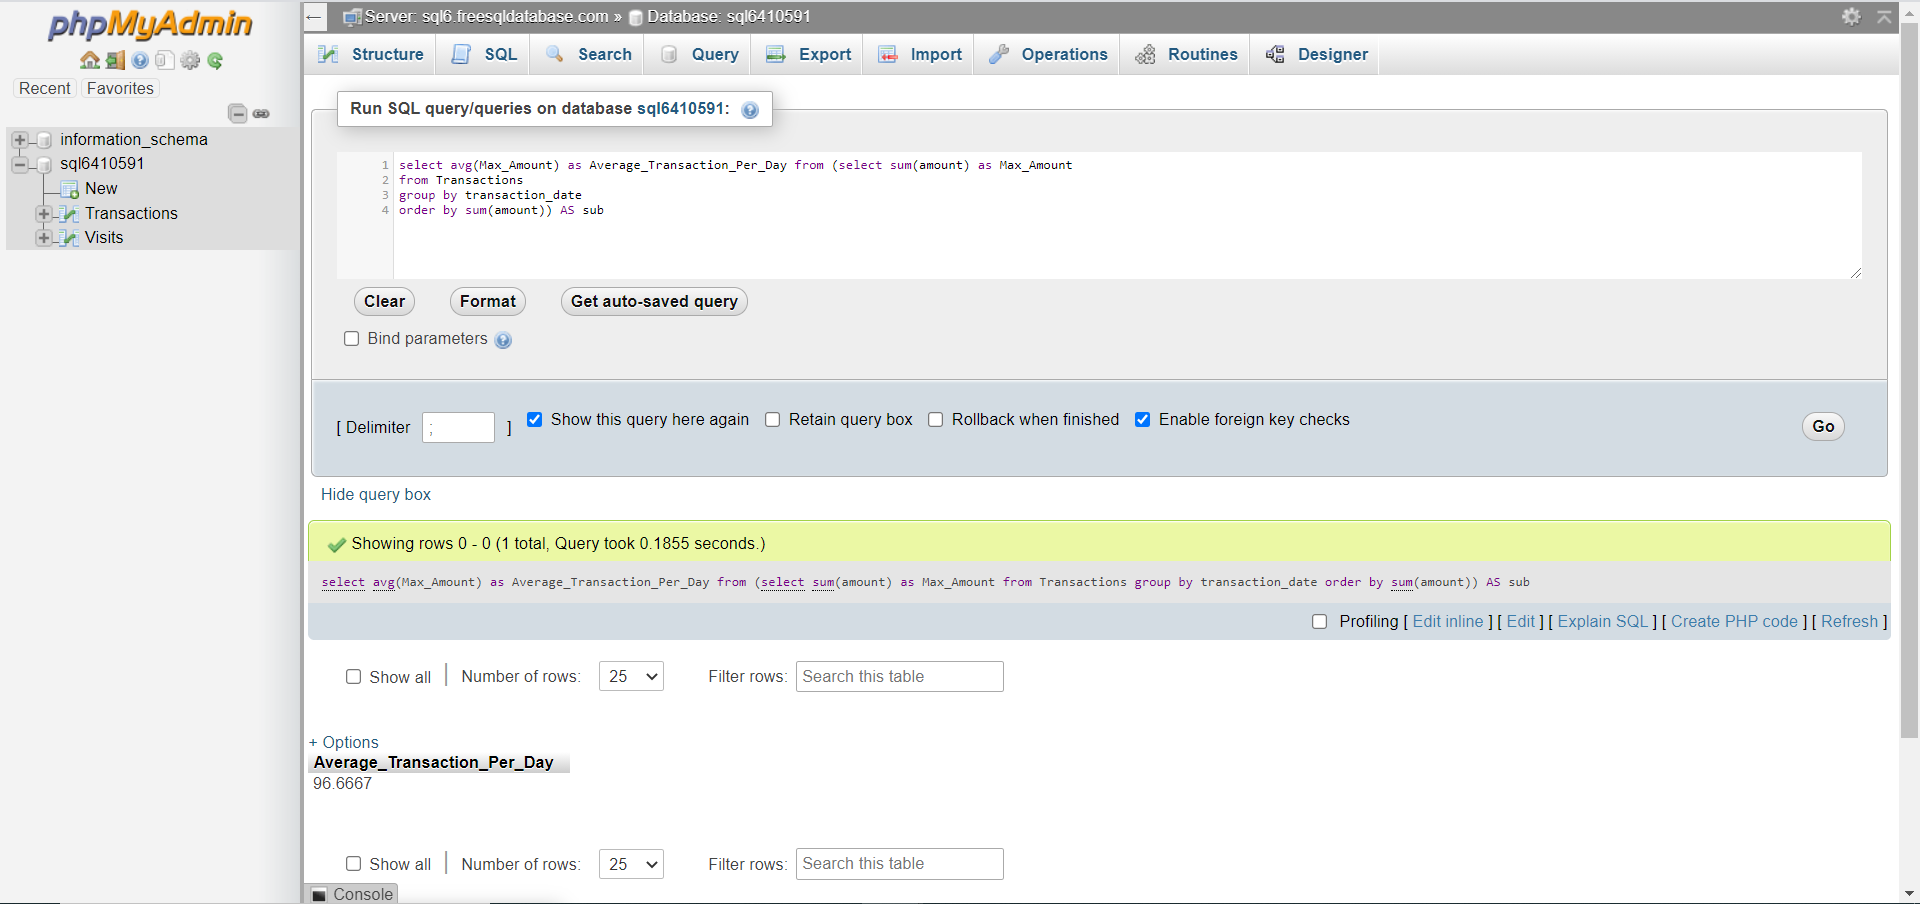 phpMyAdmin
Recent Favorites
information_schema
sql6410591
New
Transactions
Visits
Server: sql6.freesqldatabase.com » Database: sql6410591
Structure SQL Search Query Export Import Operations Routines Designer
Run SQL query/queries on database sql6410591:
1 select avg(Max_Amount) as Average_Transaction_Per_Day from (select sum(amount) as Max_Amount
2 from Transactions
3 group by transaction_date
4 order by sum(amount)) AS sub
Clear Format Get auto-saved query
Bind parameters
[ Delimiter ; ] Show this query here again Retain query box Rollback when finished Enable foreign key checks Go
Hide query box
Showing rows 0 - 0 (1 total, Query took 0.1855 seconds.)
select avg(Max_Amount) as Average_Transaction_Per_Day from (select sum(amount) as Max_Amount from Transactions group by transaction_date order by sum(amount)) AS sub
Profiling [ Edit inline ] [ Edit ] [ Explain SQL ] [ Create PHP code ] [ Refresh ]
Show all Number of rows: 25 Filter rows: Search this table
+ Options
Average_Transaction_Per_Day
96.6667
Show all Number of rows: 25 Filter rows: Search this table
Console